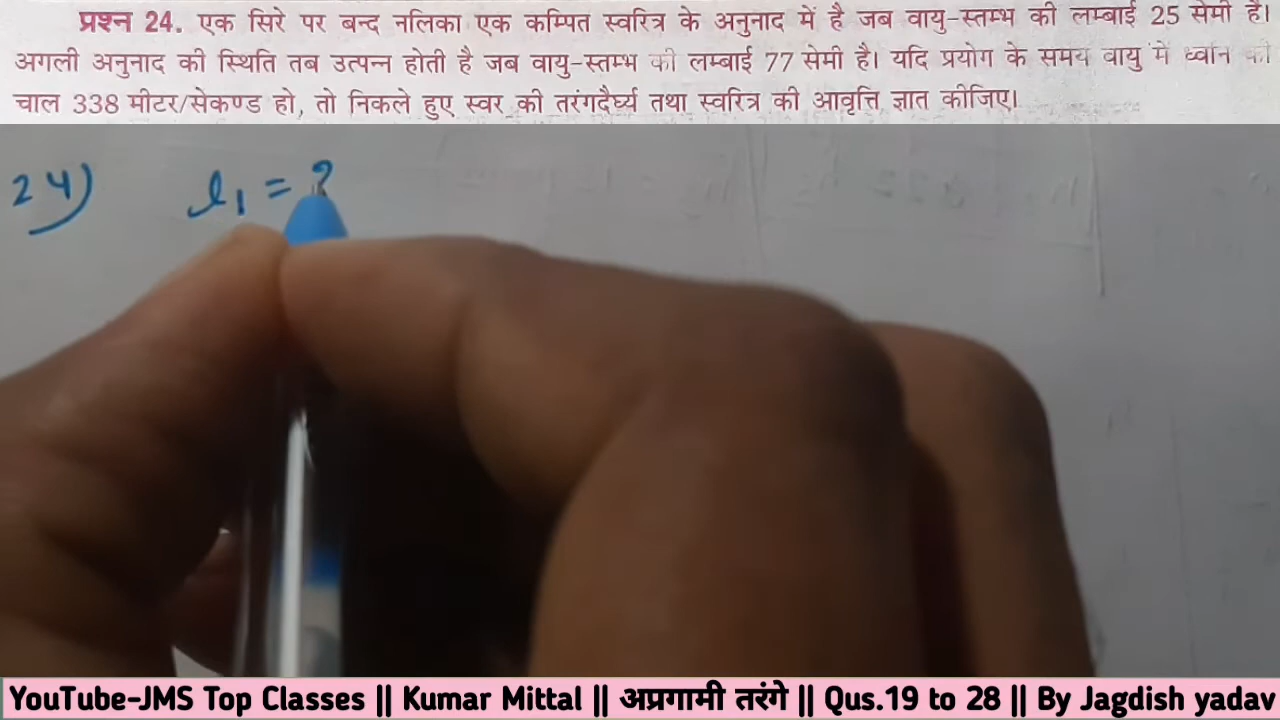 प्रश्न 24. एक सिरे पर बन्द नलिका एक कम्पित स्वरित्र के अनुनाद में है जब वायु-स्तम्भ की लम्बाई 25 सेमी है।
अगली अनुनाद की स्थिति तब उत्पन्न होती है जब वायु-स्तम्भ की लम्बाई 77 सेमी है। यदि प्रयोग के समय वायु में ध्वनि की
चाल 338 मीटर/सेकण्ड हो, तो निकले हुए स्वर की तरंगदैर्घ्य तथा स्वरित्र की आवृत्ति ज्ञात कीजिए।
24) l₁ = 2
YouTube-JMS Top Classes || Kumar Mittal || अप्रगामी तरंगे || Qus.19 to 28 || By Jagdish yadav